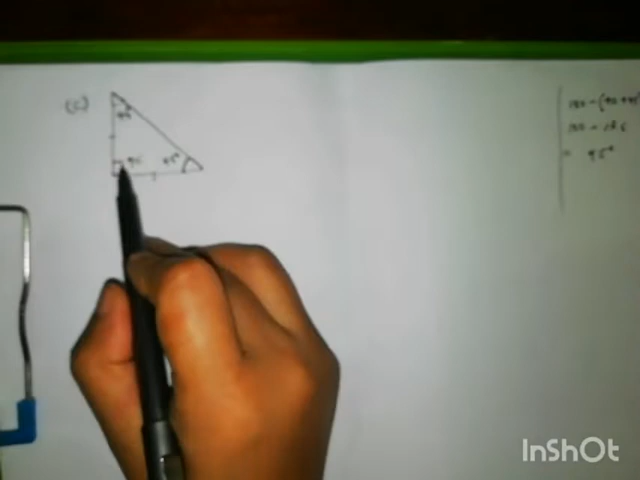 (c)
45°
90 45°
180 - (90 + 45)
180 - 135
= 45°
InShOt